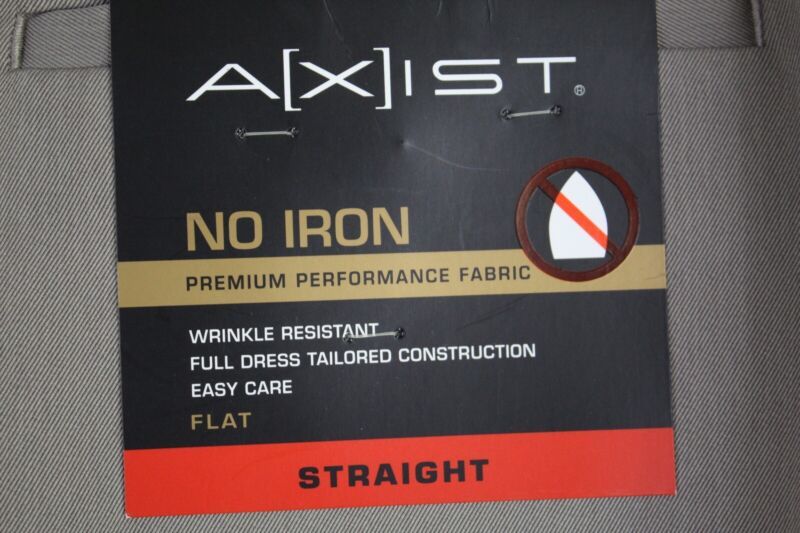 A[X]IST®
NO IRON
PREMIUM PERFORMANCE FABRIC
WRINKLE RESISTANT
FULL DRESS TAILORED CONSTRUCTION
EASY CARE
FLAT
STRAIGHT